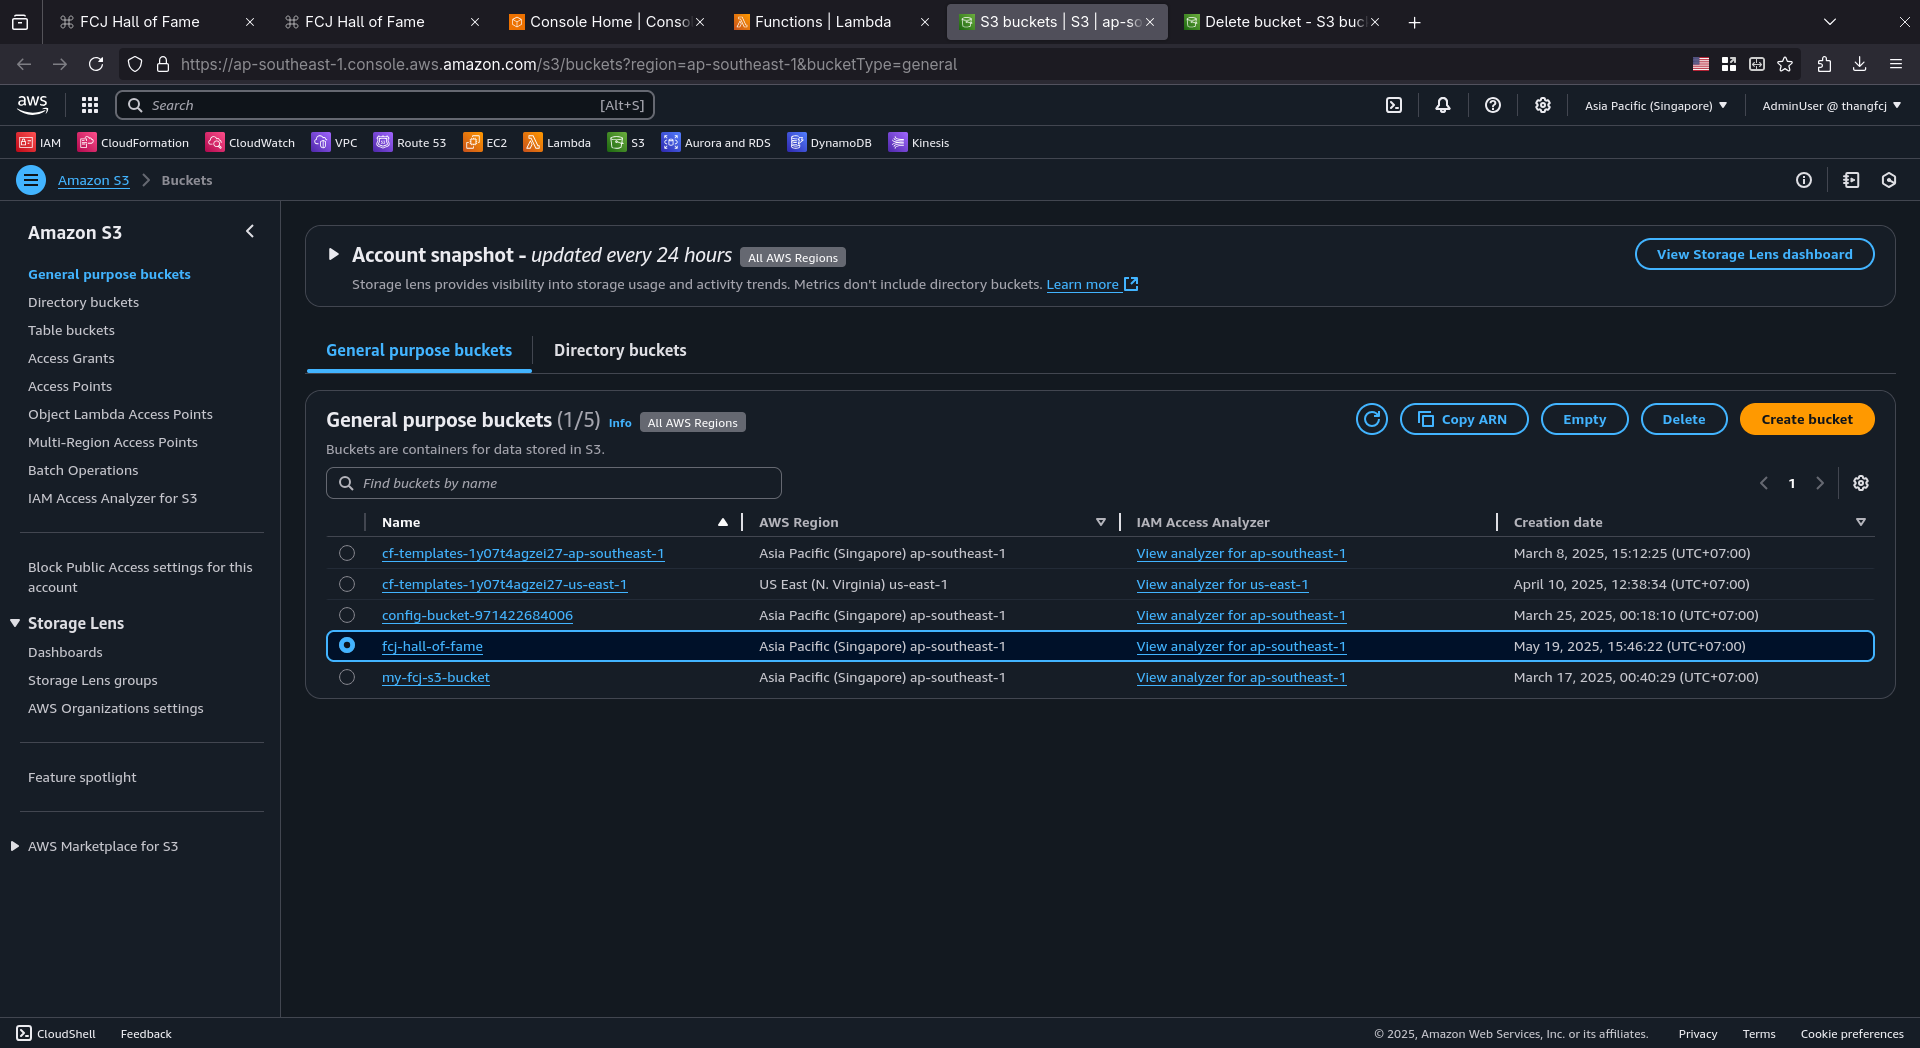 FCJ Hall of Fame
FCJ Hall of Fame
Console Home | Conso
Functions | Lambda
S3 buckets | S3 | ap-so
Delete bucket - S3 buc
https://ap-southeast-1.console.aws.amazon.com/s3/buckets?region=ap-southeast-1&bucketType=general
aws
Search
[Alt+S]
Asia Pacific (Singapore)
AdminUser @ thangfcj
IAM
CloudFormation
CloudWatch
VPC
Route 53
EC2
Lambda
S3
Aurora and RDS
DynamoDB
Kinesis
Amazon S3
Buckets
Amazon S3
General purpose buckets
Directory buckets
Table buckets
Access Grants
Access Points
Object Lambda Access Points
Multi-Region Access Points
Batch Operations
IAM Access Analyzer for S3
Block Public Access settings for this
account
Storage Lens
Dashboards
Storage Lens groups
AWS Organizations settings
Feature spotlight
AWS Marketplace for S3
Account snapshot - updated every 24 hours
All AWS Regions
View Storage Lens dashboard
Storage lens provides visibility into storage usage and activity trends. Metrics don't include directory buckets. Learn more
General purpose buckets
Directory buckets
General purpose buckets (1/5)
Info
All AWS Regions
Copy ARN
Empty
Delete
Create bucket
Buckets are containers for data stored in S3.
Find buckets by name
1
Name
AWS Region
IAM Access Analyzer
Creation date
cf-templates-1y07t4agzei27-ap-southeast-1
Asia Pacific (Singapore) ap-southeast-1
View analyzer for ap-southeast-1
March 8, 2025, 15:12:25 (UTC+07:00)
cf-templates-1y07t4agzei27-us-east-1
US East (N. Virginia) us-east-1
View analyzer for us-east-1
April 10, 2025, 12:38:34 (UTC+07:00)
config-bucket-971422684006
Asia Pacific (Singapore) ap-southeast-1
View analyzer for ap-southeast-1
March 25, 2025, 00:18:10 (UTC+07:00)
fcj-hall-of-fame
Asia Pacific (Singapore) ap-southeast-1
View analyzer for ap-southeast-1
May 19, 2025, 15:46:22 (UTC+07:00)
my-fcj-s3-bucket
Asia Pacific (Singapore) ap-southeast-1
View analyzer for ap-southeast-1
March 17, 2025, 00:40:29 (UTC+07:00)
CloudShell
Feedback
© 2025, Amazon Web Services, Inc. or its affiliates.
Privacy
Terms
Cookie preferences